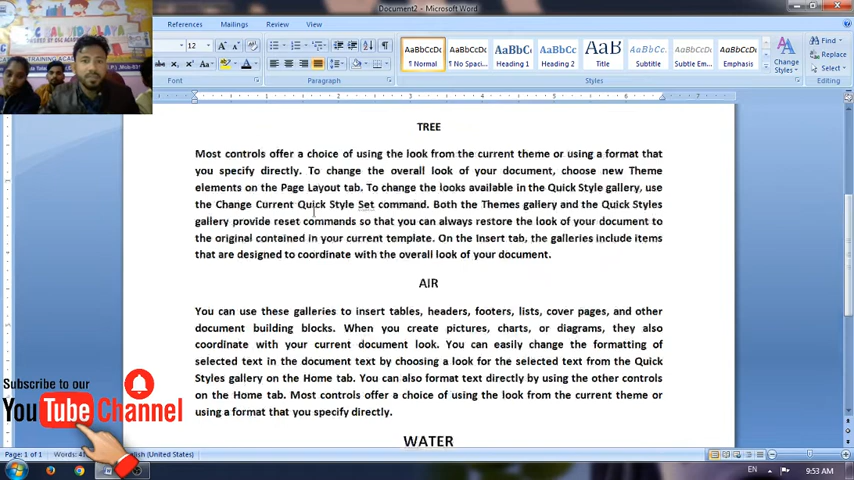 Document2 - Microsoft Word
References Mailings Review View
12
AaBbCcDc AaBbCcDc AaBbC AaBbCc AaB AaBbCcl AaBbCcDc AaBbCcDc
¶ Normal ¶ No Spaci... Heading 1 Heading 2 Title Subtitle Subtle Em... Emphasis
Change Styles
Find
Replace
Select
Font Paragraph Styles Editing
TREE
Most controls offer a choice of using the look from the current theme or using a format that
you specify directly. To change the overall look of your document, choose new Theme
elements on the Page Layout tab. To change the looks available in the Quick Style gallery, use
the Change Current Quick Style Set command. Both the Themes gallery and the Quick Styles
gallery provide reset commands so that you can always restore the look of your document to
the original contained in your current template. On the Insert tab, the galleries include items
that are designed to coordinate with the overall look of your document.
AIR
You can use these galleries to insert tables, headers, footers, lists, cover pages, and other
document building blocks. When you create pictures, charts, or diagrams, they also
coordinate with your current document look. You can easily change the formatting of
selected text in the document text by choosing a look for the selected text from the Quick
Styles gallery on the Home tab. You can also format text directly by using the other controls
on the Home tab. Most controls offer a choice of using the look from the current theme or
using a format that you specify directly.
WATER
Subscribe to our
YouTube Channel
Page: 1 of 1
English (United States)
EN
9:53 AM